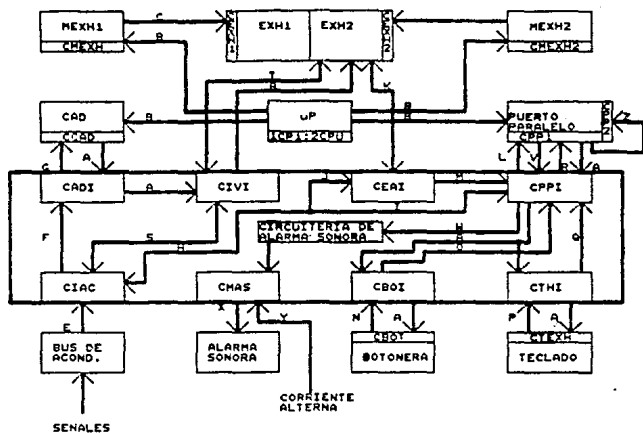 MEXH1
CMEXH
C
B
EXH1
EXH2
MEXH2
CMEXH2
I
B
K
CAD
CCAD
B
uP
1CP1:2CPU
B
PUERTO
PARALELO
CPP1
Z
G
A
L
V
R
A
CADI
A
CIVI
J
CEAI
M
CPPI
F
S
H
CIRCUITERIA DE
ALARMA SONORA
Q
CIAC
CMAS
CBOI
CTHI
E
X
Y
N
A
P
A
BUS DE
ACOND.
ALARMA
SONORA
CBOT
BOTONERA
CTEXH
TECLADO
CORRIENTE
ALTERNA
SENALES